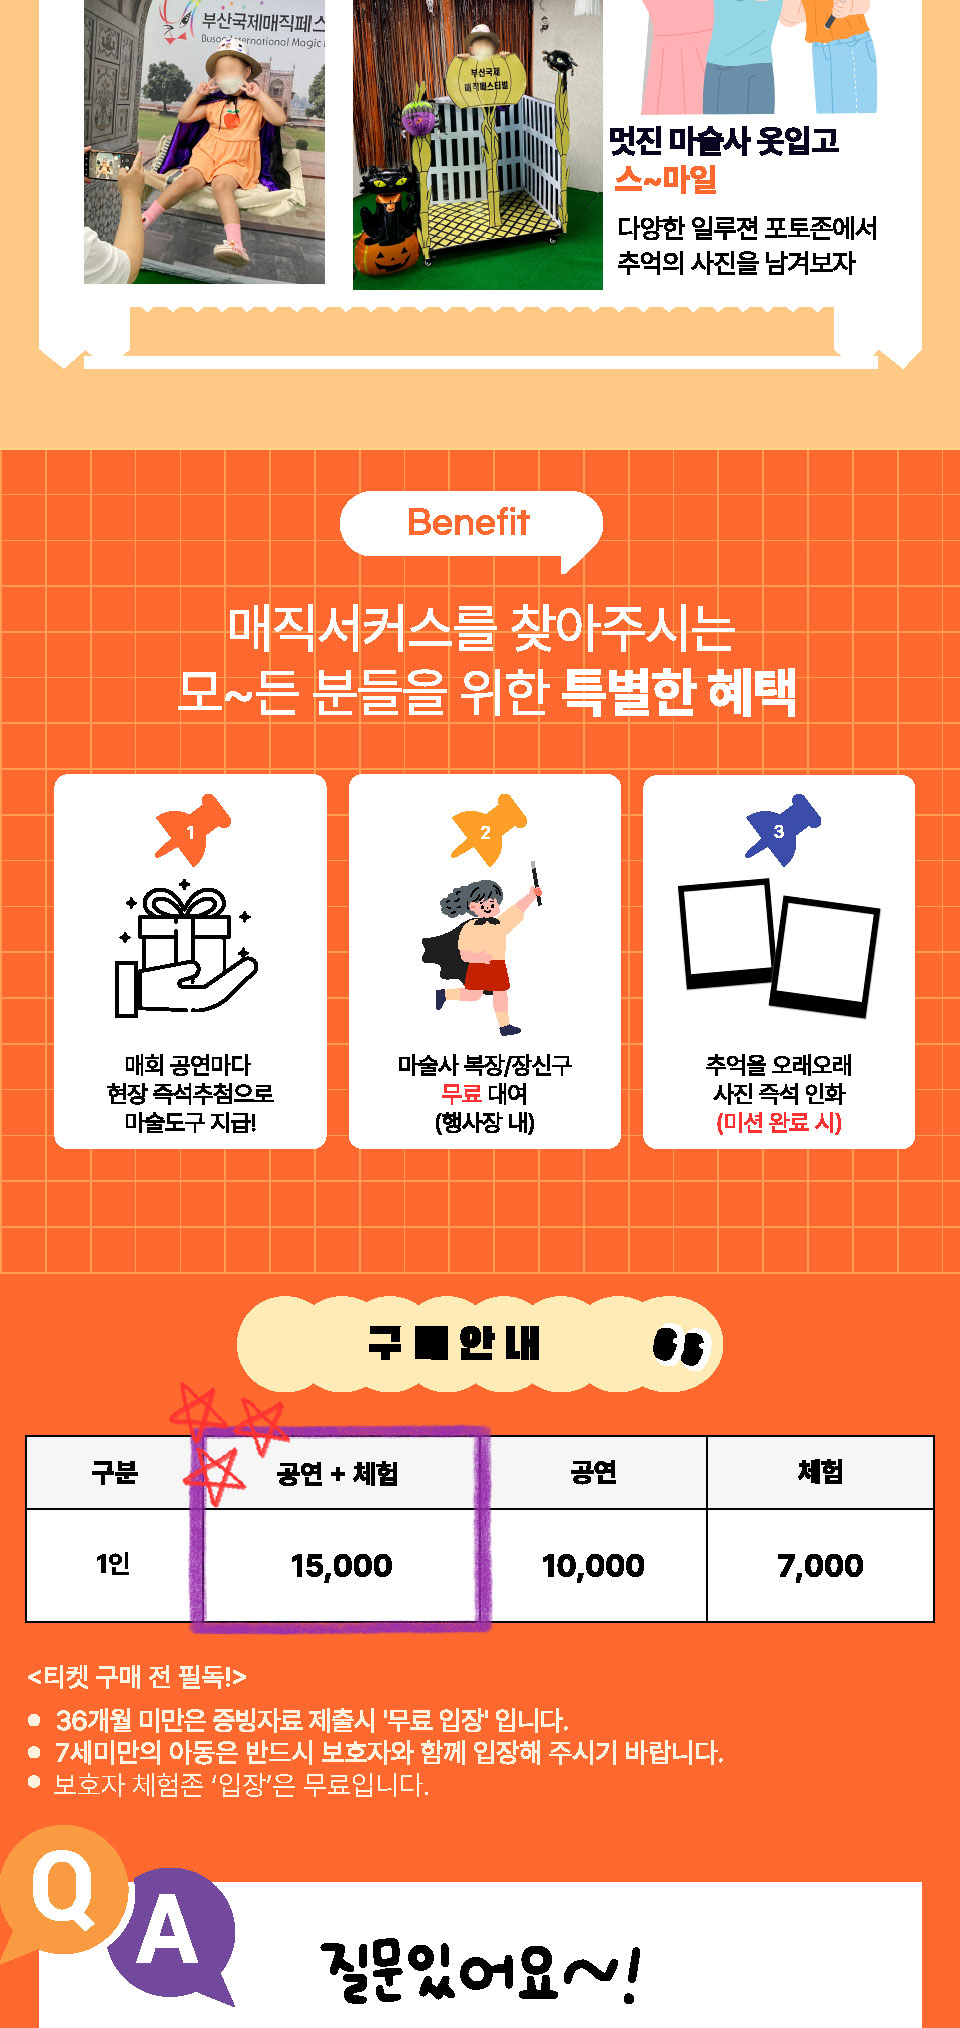 부산국제매직페스
Busan International Magic
부산국제
매직페스티벌
멋진 마술사 옷입고
스~마일
다양한 일루젼 포토존에서
추억의 사진을 남겨보자
Benefit
매직서커스를 찾아주시는
모~든 분들을 위한 특별한 혜택
1
매회 공연마다
현장 즉석추첨으로
마술도구 지급!
2
마술사 복장/장신구
무료 대여
(행사장 내)
3
추억을 오래오래
사진 즉석 인화
(미션 완료 시)
구매안내
구분 공연 + 체험 공연 체험
1인 15,000 10,000 7,000
<티켓 구매 전 필독!>
● 36개월 미만은 증빙자료 제출시 '무료 입장' 입니다.
● 7세미만의 아동은 반드시 보호자와 함께 입장해 주시기 바랍니다.
● 보호자 체험존 ‘입장’은 무료입니다.
Q
A
질문있어요~!